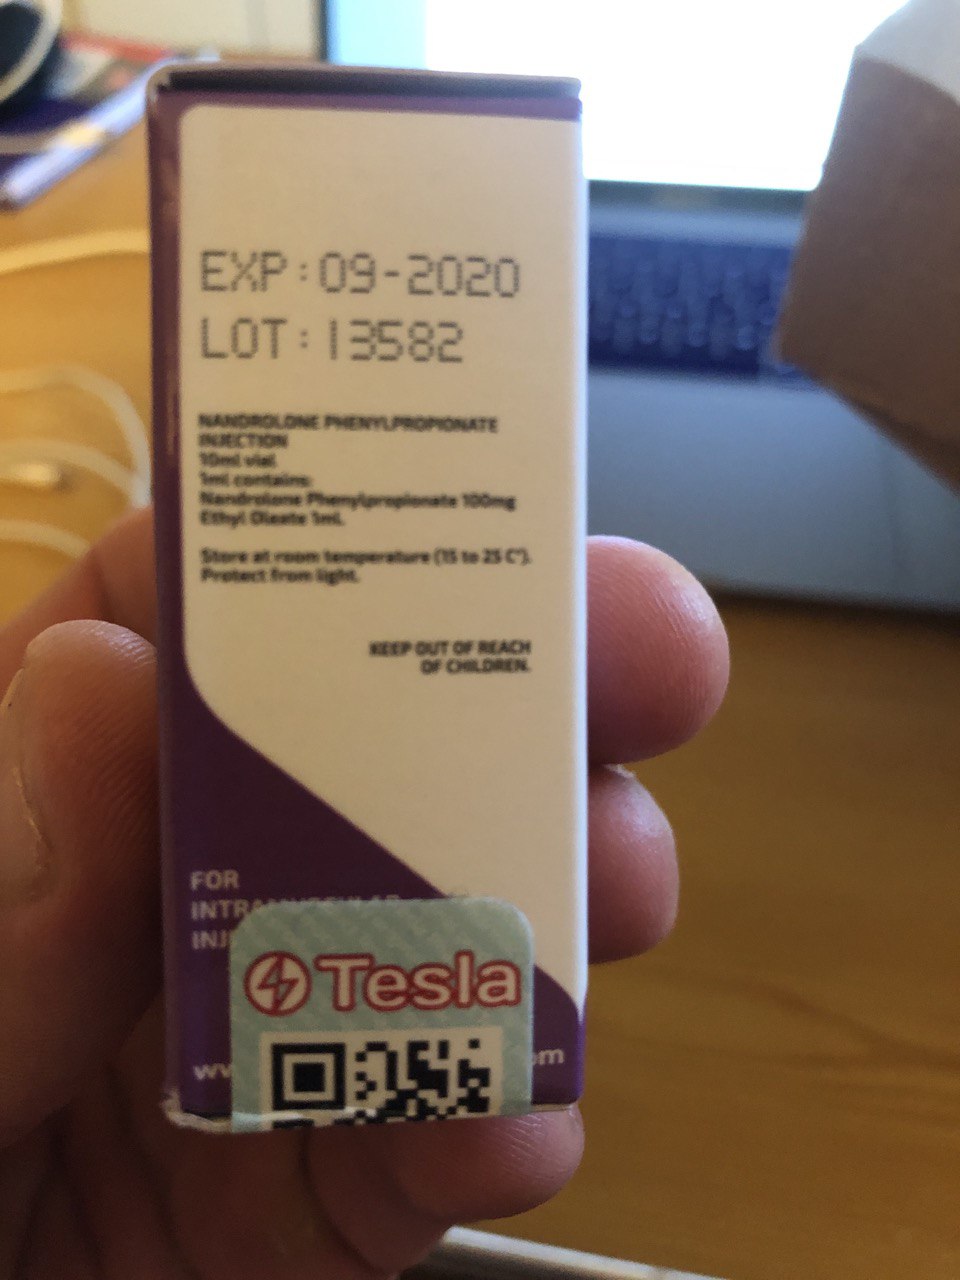 EXP:09-2020
LOT:13582
NANDROLONE PHENYLPROPIONATE
INJECTION
10ml vial
1ml contains:
Nandrolone Phenylpropionate 100mg
Ethyl Oleate 1ml.
Store at room temperature (15 to 25 C°).
Protect from light.
KEEP OUT OF REACH
OF CHILDREN.
FOR
Tesla